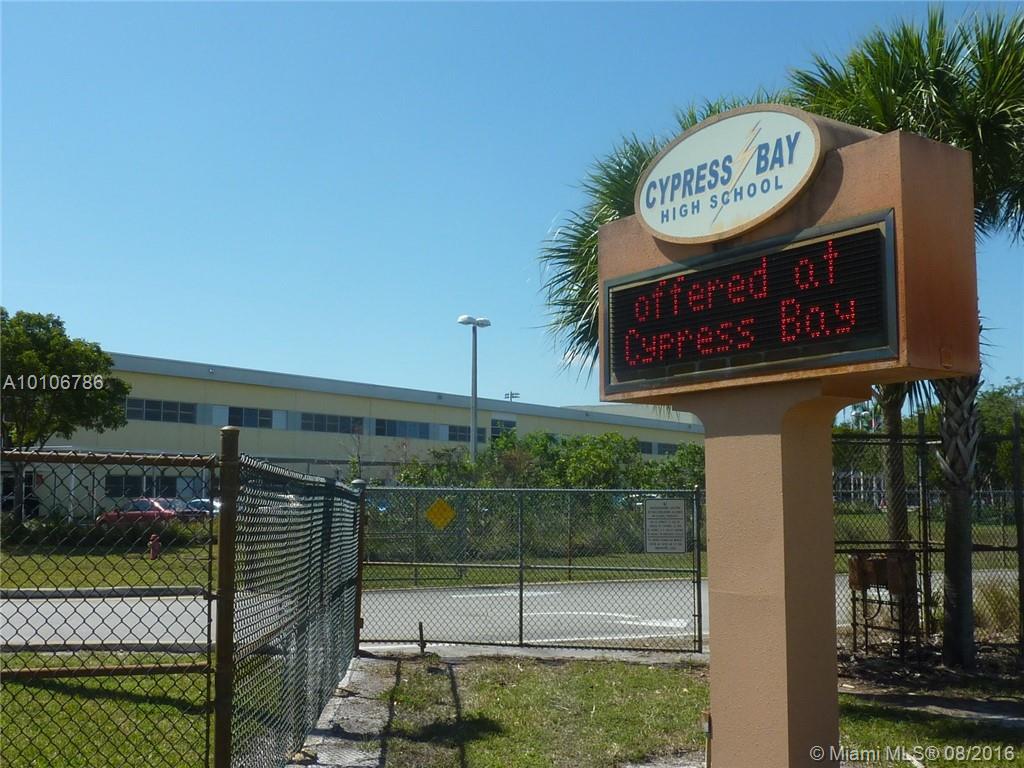 CYPRESS BAY
HIGH SCHOOL
offered at
Cypress Bay
A10106786
© Miami MLS® 08/2016